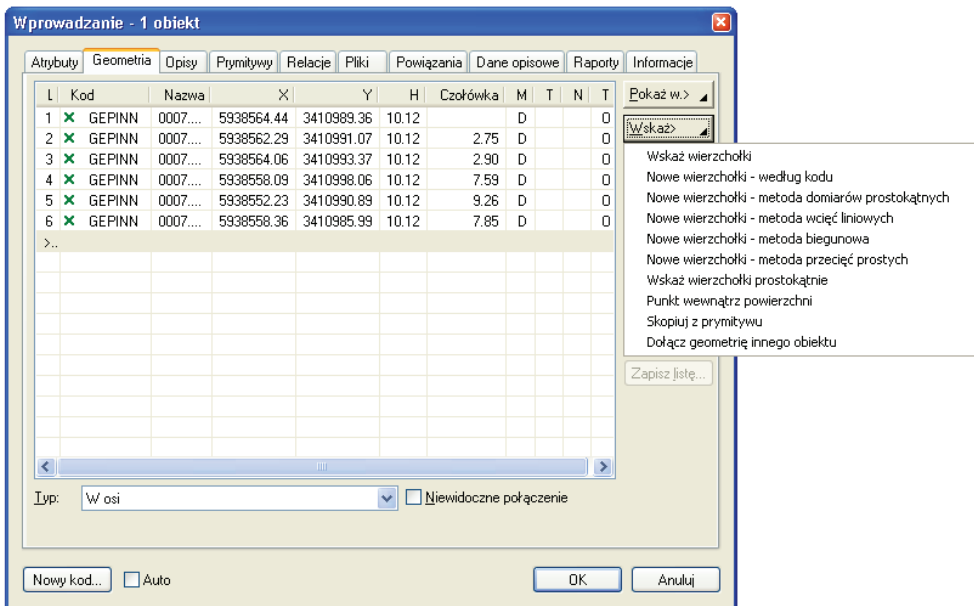 Wprowadzanie - 1 obiekt
Atrybuty Geometria Opisy Prymitywy Relacje Pliki Powiązania Dane opisowe Raporty Informacje
L Kod Nazwa X Y H Czołówka M T N T
1 GEPINN 0007.... 5938564.44 3410989.36 10.12 D O
2 GEPINN 0007.... 5938562.29 3410991.07 10.12 2.75 D O
3 GEPINN 0007.... 5938564.06 3410993.37 10.12 2.90 D O
4 GEPINN 0007.... 5938558.09 3410998.06 10.12 7.59 D O
5 GEPINN 0007.... 5938552.23 3410990.89 10.12 9.26 D O
6 GEPINN 0007.... 5938558.36 3410985.99 10.12 7.85 D O
>..
Pokaż w.>
Wskaż>
Wskaż wierzchołki
Nowe wierzchołki - według kodu
Nowe wierzchołki - metoda domiarów prostokątnych
Nowe wierzchołki - metoda wcięć liniowych
Nowe wierzchołki - metoda biegunowa
Nowe wierzchołki - metoda przecięć prostych
Wskaż wierzchołki prostokątnie
Punkt wewnątrz powierzchni
Skopiuj z prymitywu
Dołącz geometrię innego obiektu
Zapisz listę...
Typ: W osi Niewidoczne połączenie
Nowy kod... Auto OK Anuluj